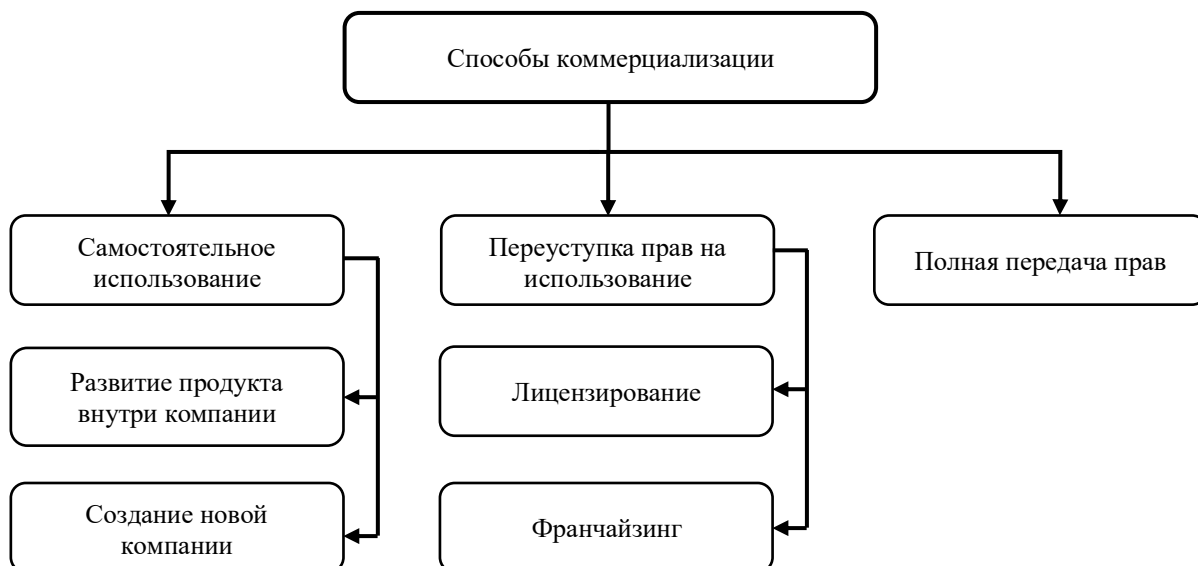 Способы коммерциализации
Самостоятельное
использование
Переуступка прав на
использование
Полная передача прав
Развитие продукта
внутри компании
Лицензирование
Создание новой
компании
Франчайзинг